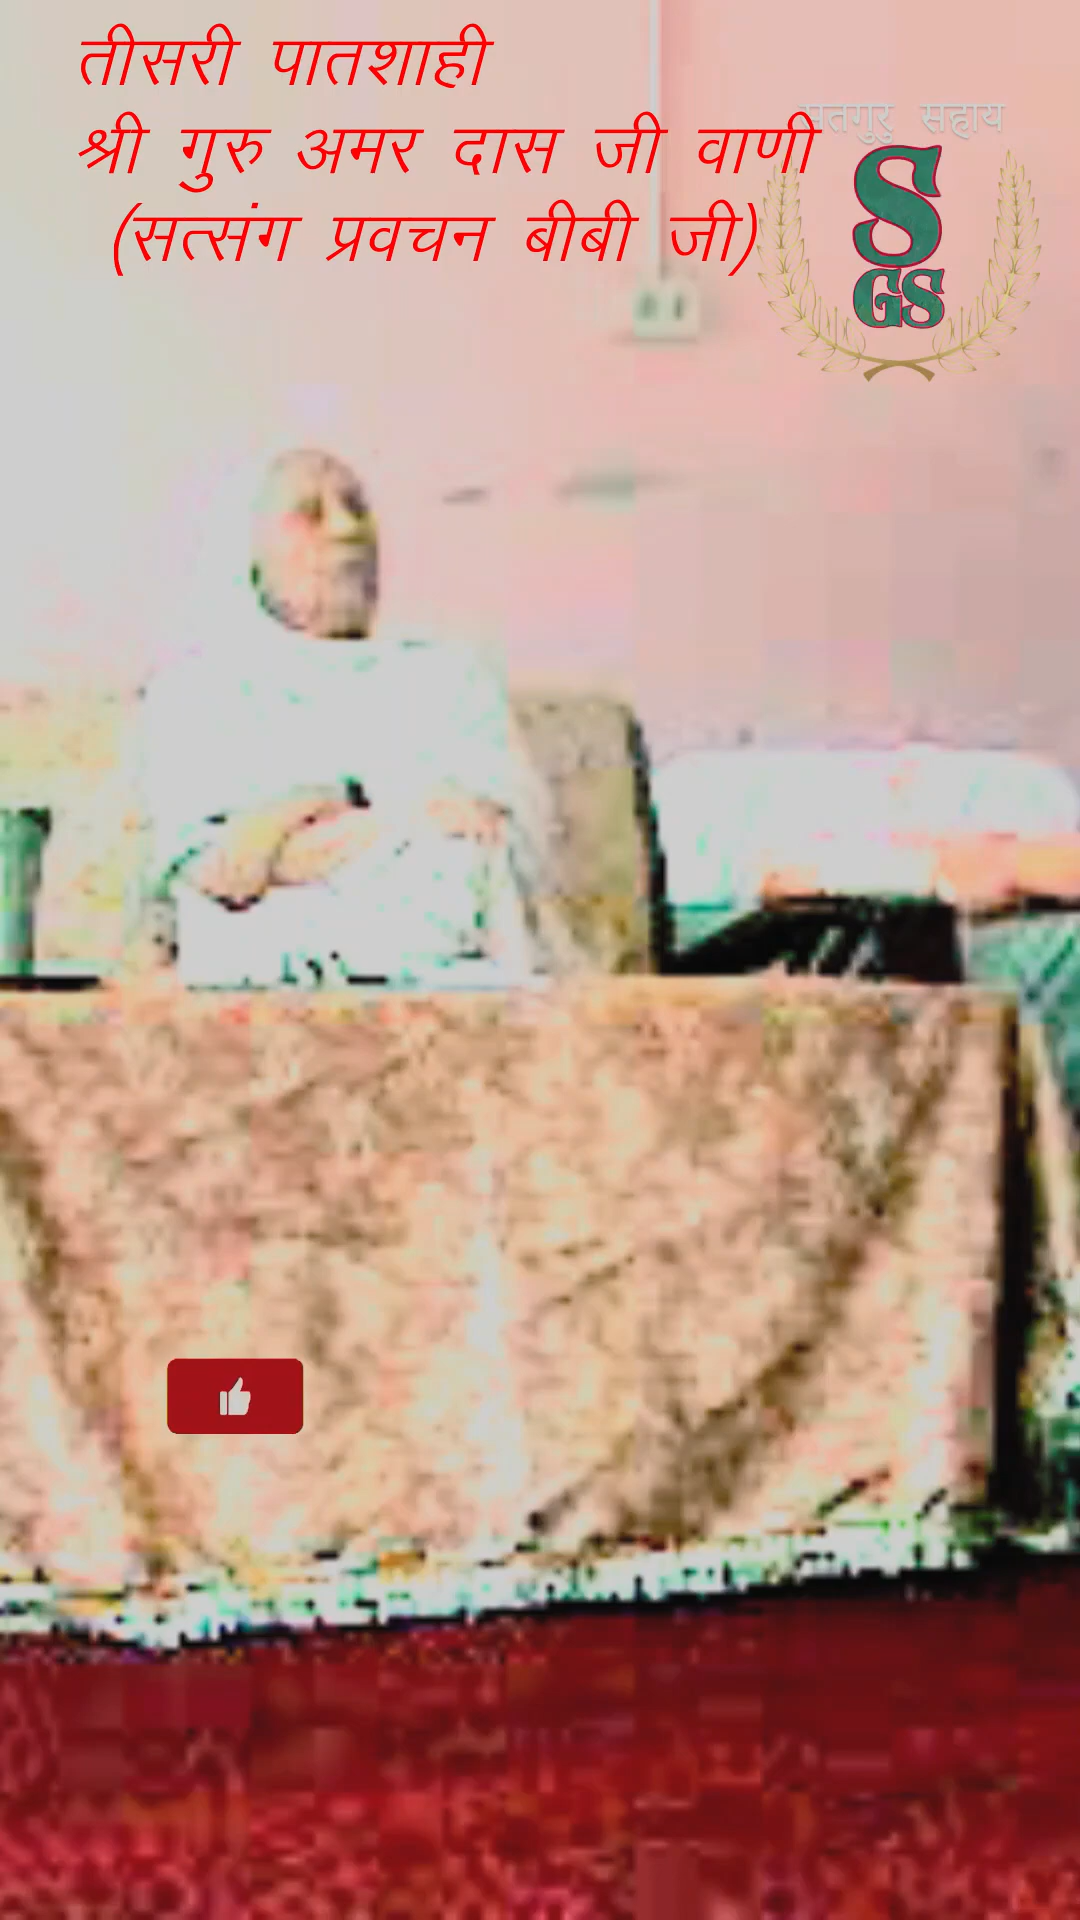 तीसरी पातशाही
श्री गुरु अमर दास जी वाणी
(सत्संग प्रवचन बीबी जी)
सतगुरु सहाय
S
GS